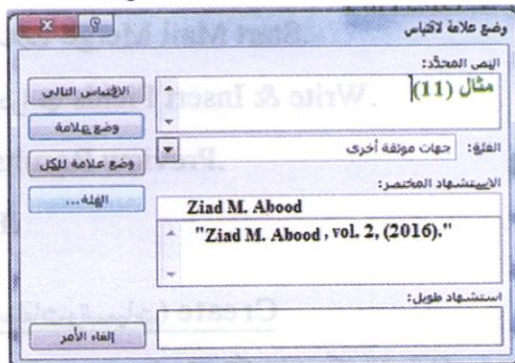 وضع علامة لاقتباس
النص المحدَّد:
مثال (11)
الاقتباس التالي
وضع علامة
وضع علامة للكل
الفئة...
الفئة: جهات موثقة أخرى
الاستشهاد المختصر:
Ziad M. Abood
"Ziad M. Abood , vol. 2, (2016)."
استشهاد طويل:
إلغاء الأمر
Start Mail Merge
Write & Insert
Create